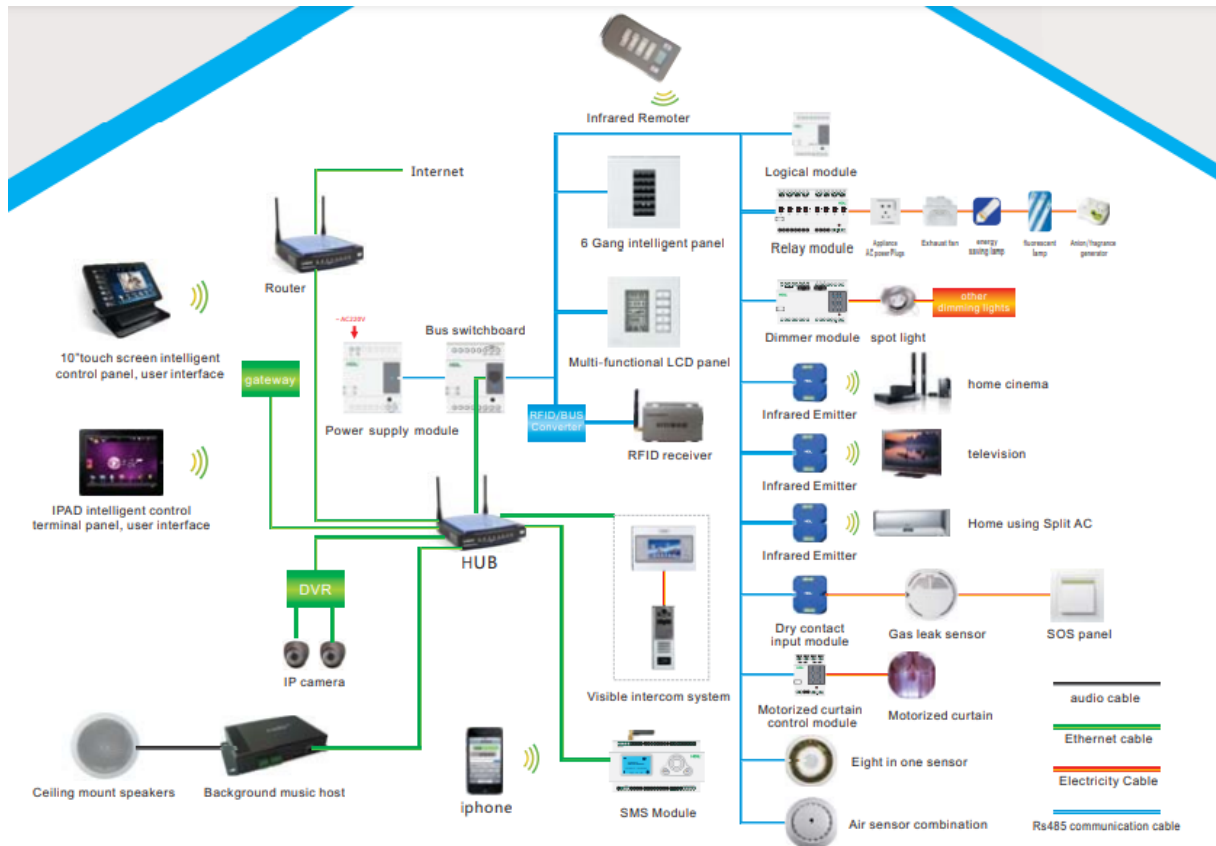 Infrared Remoter
Internet
Router
10"touch screen intelligent
control panel, user interface
gateway
IPAD intelligent control
terminal panel, user interface
DVR
IP camera
Ceiling mount speakers
Background music host
~AC220V
Bus switchboard
Power supply module
HUB
iphone
SMS Module
6 Gang intelligent panel
Multi-functional LCD panel
RFID/BUS
Converter
RFID receiver
Visible intercom system
Logical module
Relay module
Appliance
AC power Plugs
Exhaust fan
energy
saving lamp
fluorescent
lamp
Anion/fragrance
generator
Dimmer module
spot light
other
dimming lights
Infrared Emitter
home cinema
Infrared Emitter
television
Infrared Emitter
Home using Split AC
Dry contact
input module
Gas leak sensor
SOS panel
Motorized curtain
control module
Motorized curtain
Eight in one sensor
Air sensor combination
audio cable
Ethernet cable
Electricity Cable
Rs485 communication cable